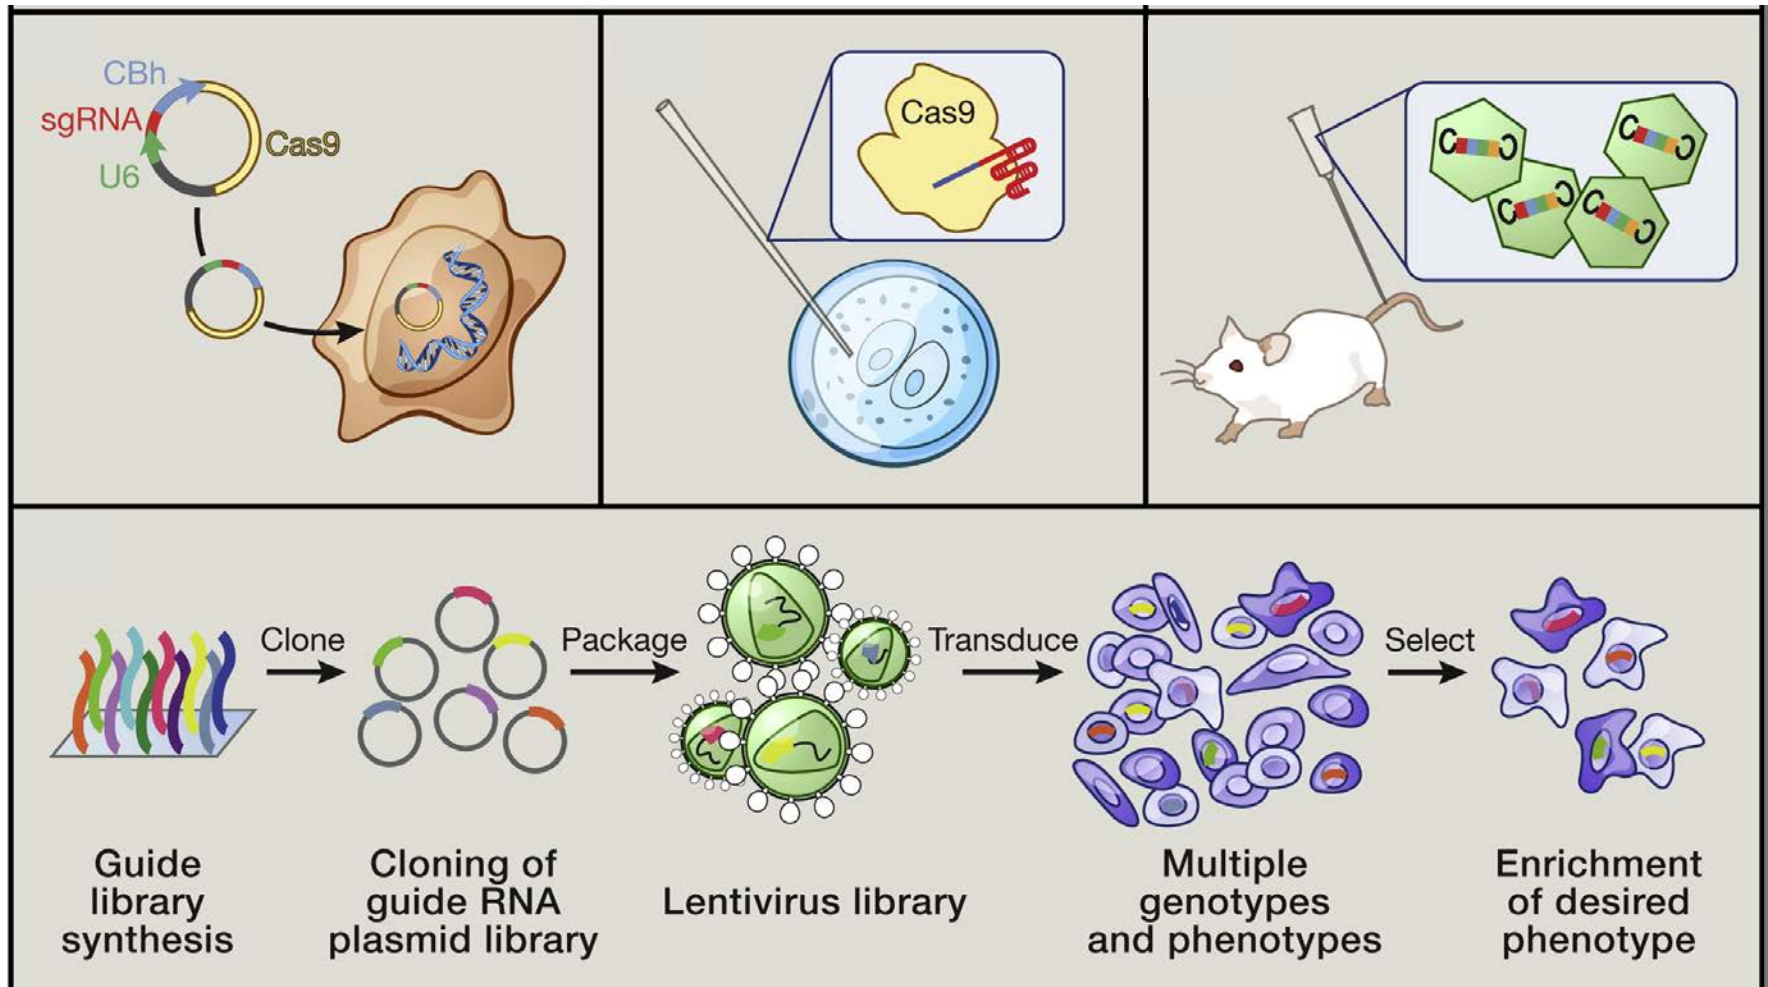 CBh
sgRNA
Cas9
U6
Cas9
C C
C C
C C
C C
Clone
Package
Transduce
Select
Guide
library
synthesis
Cloning of
guide RNA
plasmid library
Lentivirus library
Multiple
genotypes
and phenotypes
Enrichment
of desired
phenotype